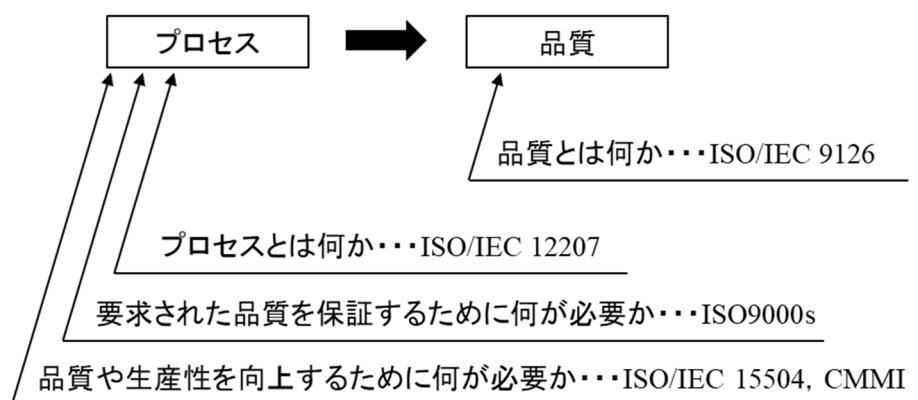 プロセス
品質
品質とは何か・・・ISO/IEC 9126
プロセスとは何か・・・ISO/IEC 12207
要求された品質を保証するために何が必要か・・・ISO9000s
品質や生産性を向上するために何が必要か・・・ISO/IEC 15504, CMMI